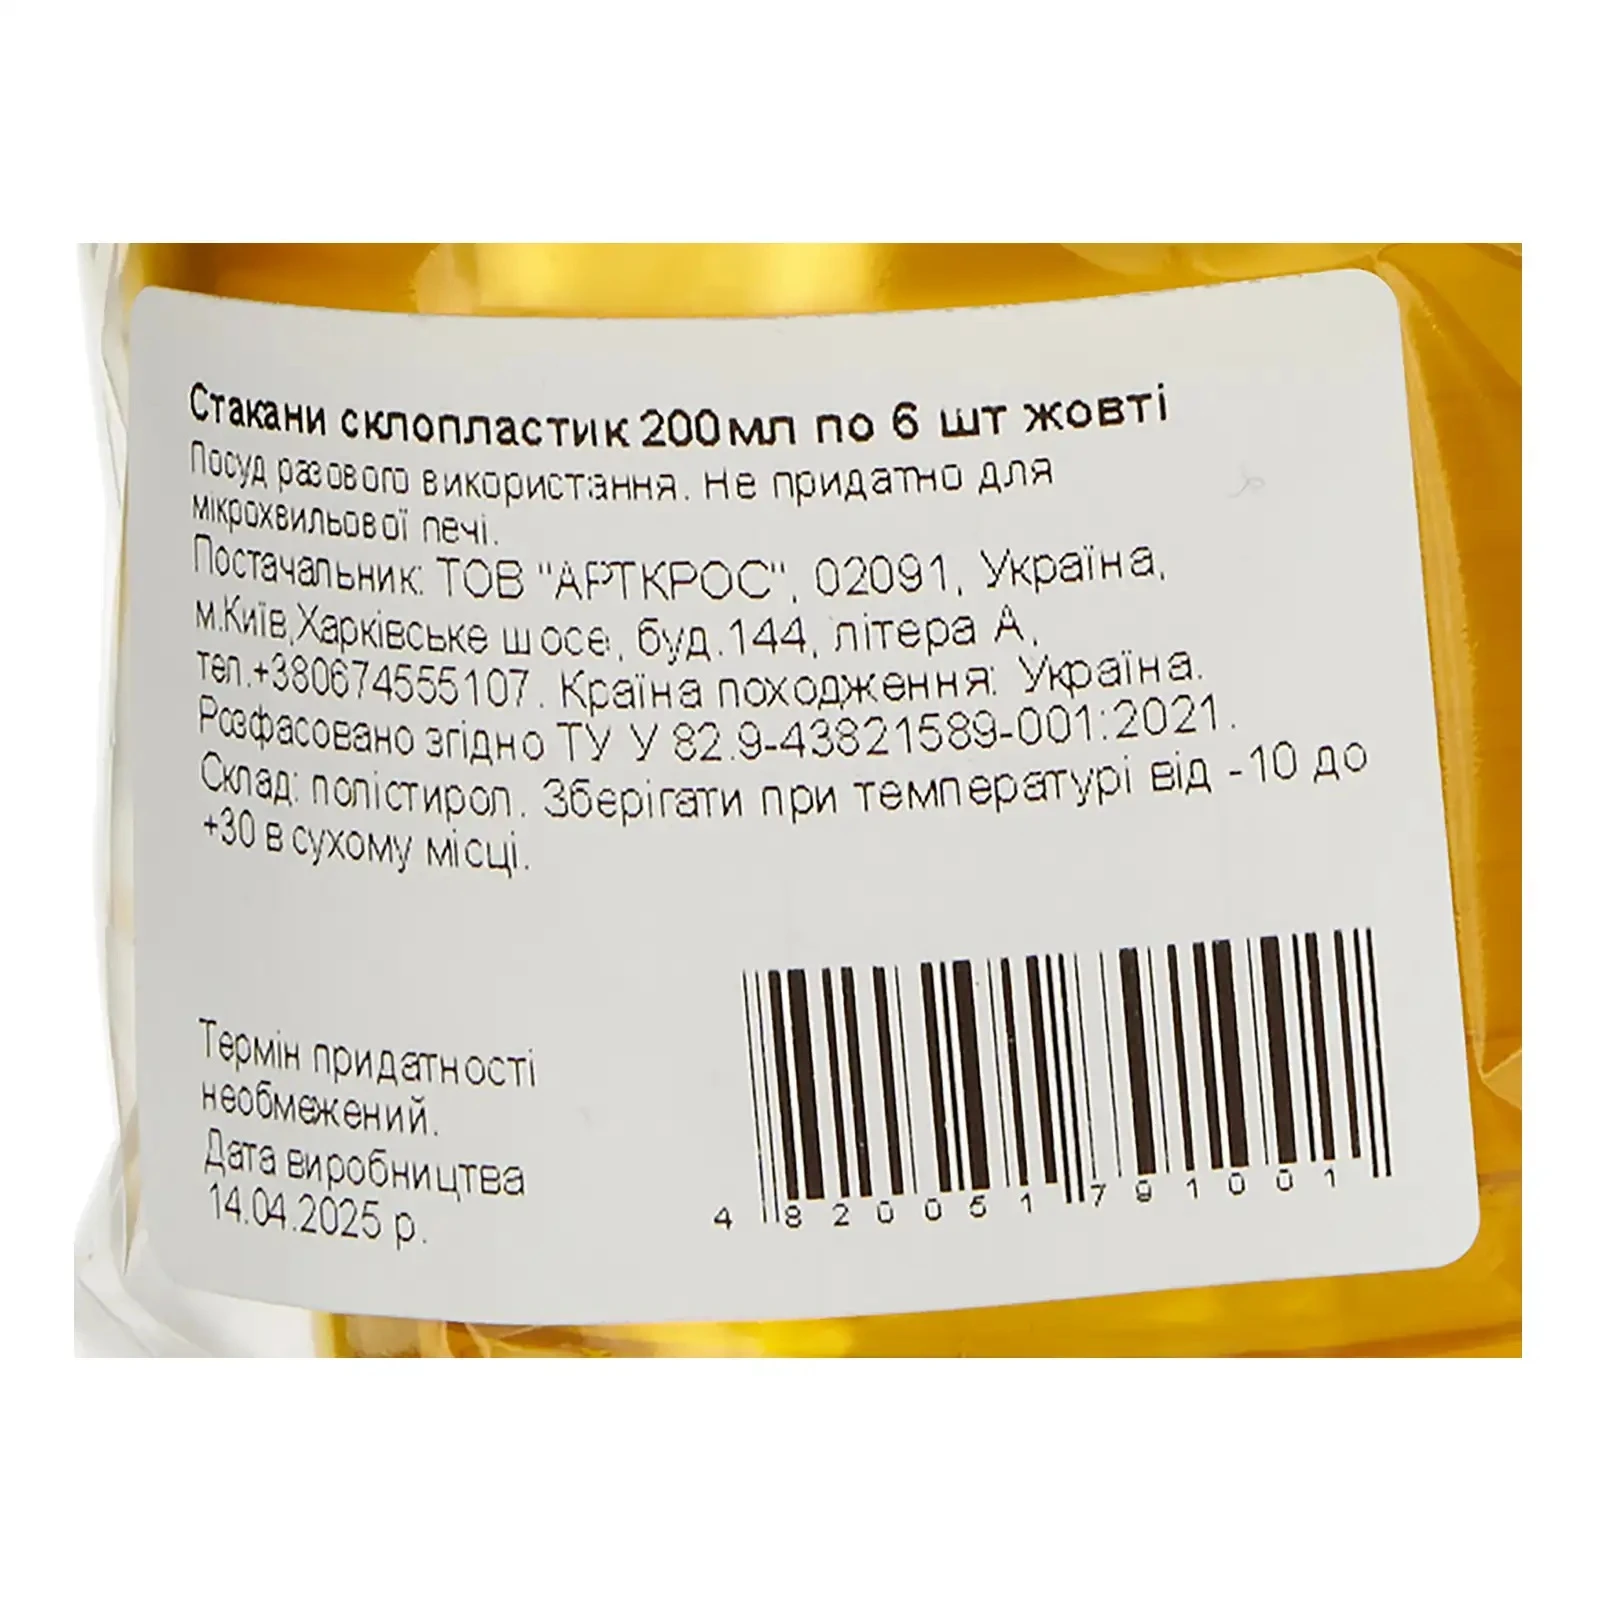 Стакани склопластик 200мл по 6 шт жовті
Посуд разового використання. Не придатно для
мікрохвильової печі.
Постачальник: ТОВ "АРТКРОС", 02091, Україна,
м.Київ,Харківське шосе, буд.144, літера А,
тел.+380674555107. Країна походження: Україна.
Розфасовано згідно ТУ У 82.9-43821589-001:2021.
Склад: полістирол. Зберігати при температурі від -10 до
+30 в сухому місці.
Термін придатності
необмежений.
Дата виробництва
14.04.2025 р.
4 820051 791001